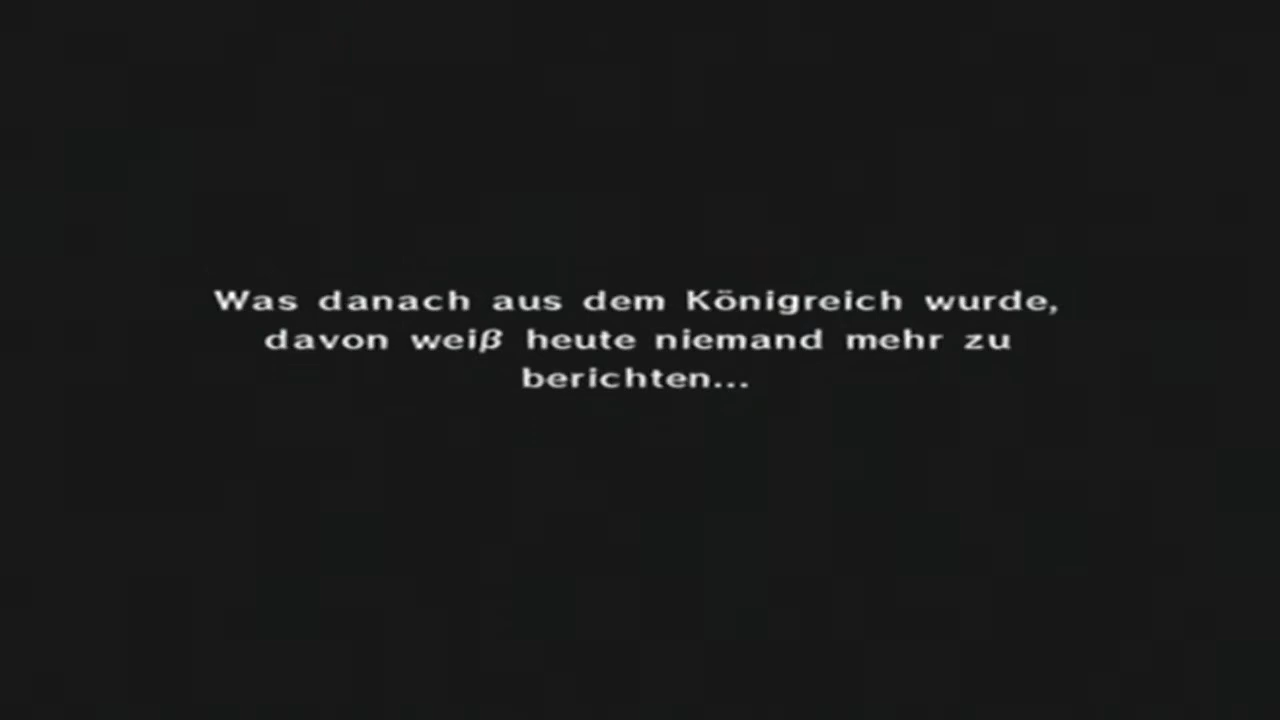 Was danach aus dem Königreich wurde,
davon weiß heute niemand mehr zu
berichten...